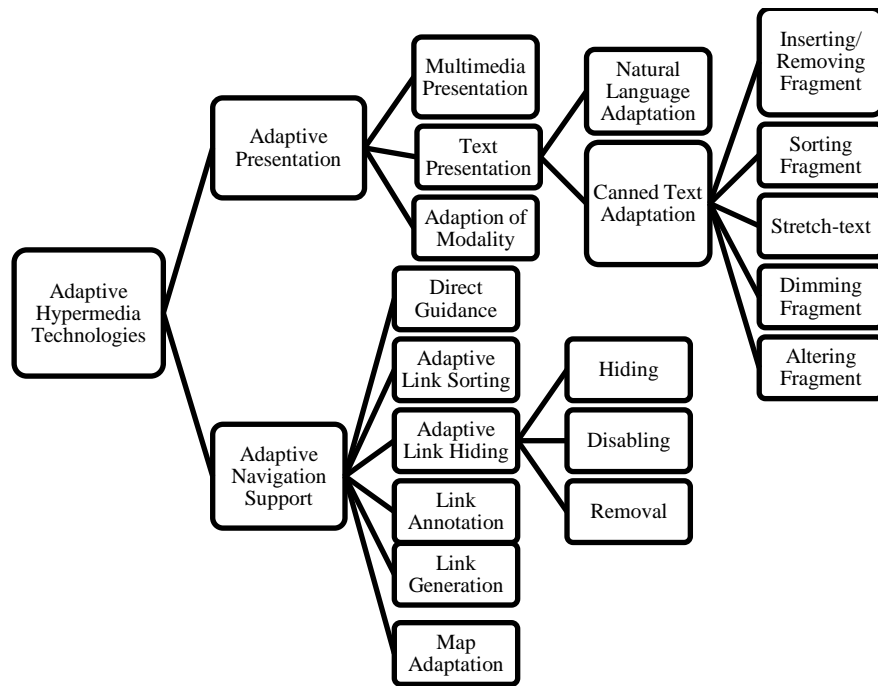 Adaptive
Hypermedia
Technologies
Adaptive
Presentation
Multimedia
Presentation
Text
Presentation
Natural
Language
Adaptation
Canned Text
Adaptation
Inserting/
Removing
Fragment
Sorting
Fragment
Stretch-text
Dimming
Fragment
Altering
Fragment
Adaption of
Modality
Adaptive
Navigation
Support
Direct
Guidance
Adaptive
Link Sorting
Adaptive
Link Hiding
Hiding
Disabling
Removal
Link
Annotation
Link
Generation
Map
Adaptation